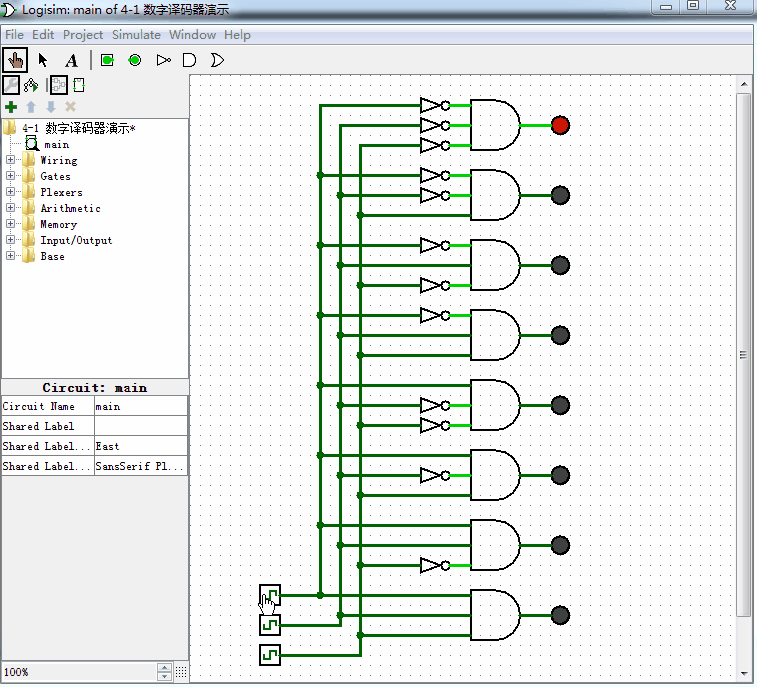 Logisim: main of 4-1 数字译码器演示
File Edit Project Simulate Window Help
A
4-1 数字译码器演示*
main
Wiring
Gates
Plexers
Arithmetic
Memory
Input/Output
Base
Circuit: main
Circuit Name main
Shared Label
Shared Label... East
Shared Label... SansSerif Pl...
100%